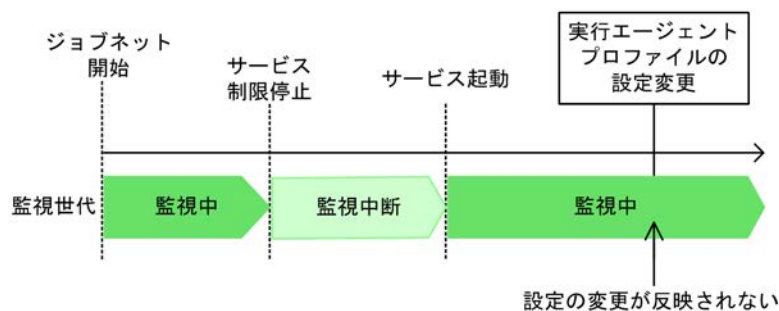 ジョブネット
開始
サービス
制限停止
サービス起動
実行エージェント
プロファイルの
設定変更
監視世代
監視中
監視中断
監視中
設定の変更が反映されない